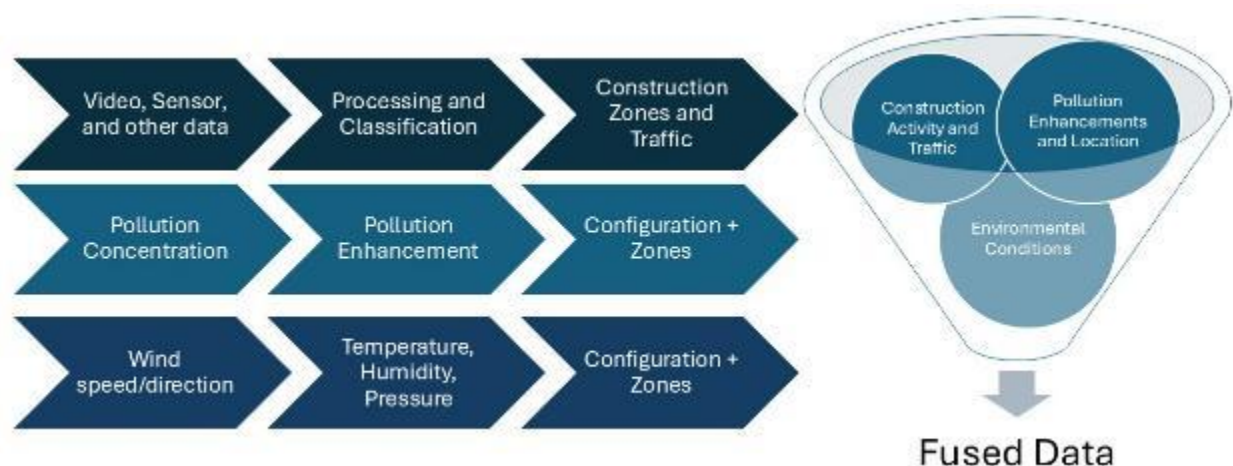 Video, Sensor,
and other data
Processing and
Classification
Construction
Zones and
Traffic
Pollution
Concentration
Pollution
Enhancement
Configuration +
Zones
Wind
speed/direction
Temperature,
Humidity,
Pressure
Configuration +
Zones
Construction
Activity and
Traffic
Pollution
Enhancements
and Location
Environmental
Conditions
Fused Data